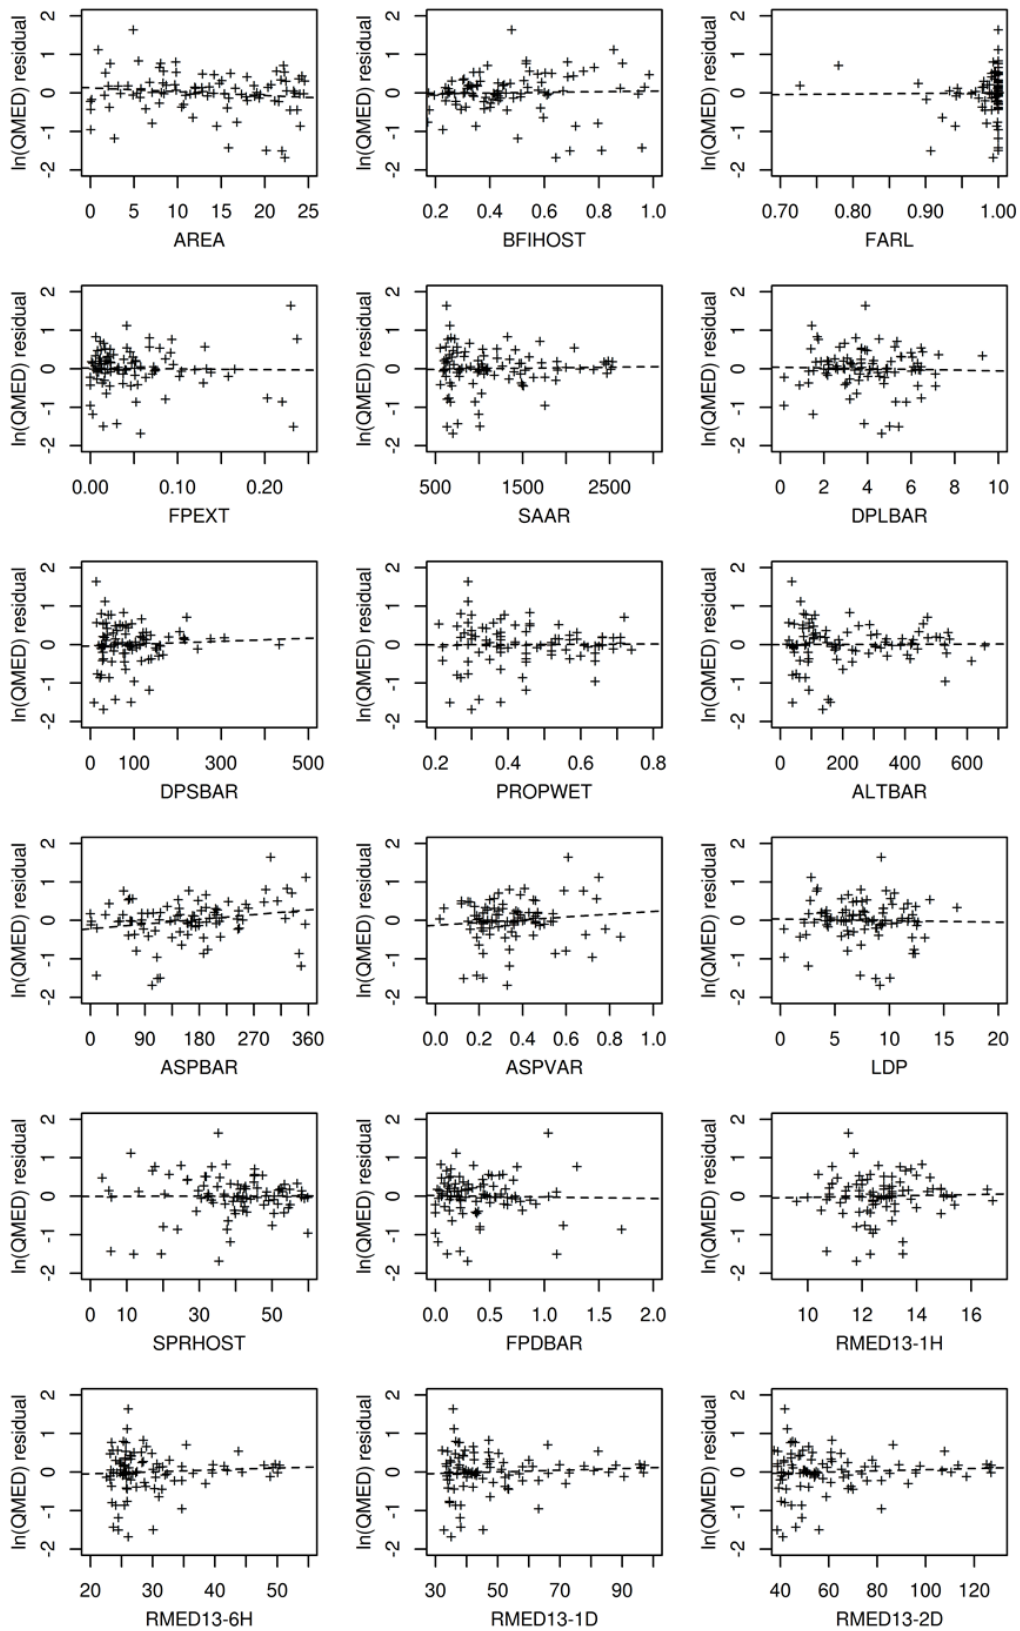 ln(QMED) residual
2
1
0
-1
-2
0 5 10 15 20 25
AREA
ln(QMED) residual
2
1
0
-1
-2
0.2 0.4 0.6 0.8 1.0
BFIHOST
ln(QMED) residual
2
1
0
-1
-2
0.70 0.80 0.90 1.00
FARL
ln(QMED) residual
2
1
0
-1
-2
0.00 0.10 0.20
FPEXT
ln(QMED) residual
2
1
0
-1
-2
500 1500 2500
SAAR
ln(QMED) residual
2
1
0
-1
-2
0 2 4 6 8 10
DPLBAR
ln(QMED) residual
2
1
0
-1
-2
0 100 200 300 500
DPSBAR
ln(QMED) residual
2
1
0
-1
-2
0.2 0.4 0.6 0.8
PROPWET
ln(QMED) residual
2
1
0
-1
-2
0 200 400 600
ALTBAR
ln(QMED) residual
2
1
0
-1
-2
0 90 180 270 360
ASPBAR
ln(QMED) residual
2
1
0
-1
-2
0.0 0.2 0.4 0.6 0.8 1.0
ASPVAR
ln(QMED) residual
2
1
0
-1
-2
0 5 10 15 20
LDP
ln(QMED) residual
2
1
0
-1
-2
0 10 30 50
SPRHOST
ln(QMED) residual
2
1
0
-1
-2
0.0 0.5 1.0 1.5 2.0
FPDBAR
ln(QMED) residual
2
1
0
-1
-2
10 12 14 16
RMED13-1H
ln(QMED) residual
2
1
0
-1
-2
20 30 40 50
RMED13-6H
ln(QMED) residual
2
1
0
-1
-2
30 50 70 90
RMED13-1D
ln(QMED) residual
2
1
0
-1
-2
40 60 80 100 120
RMED13-2D